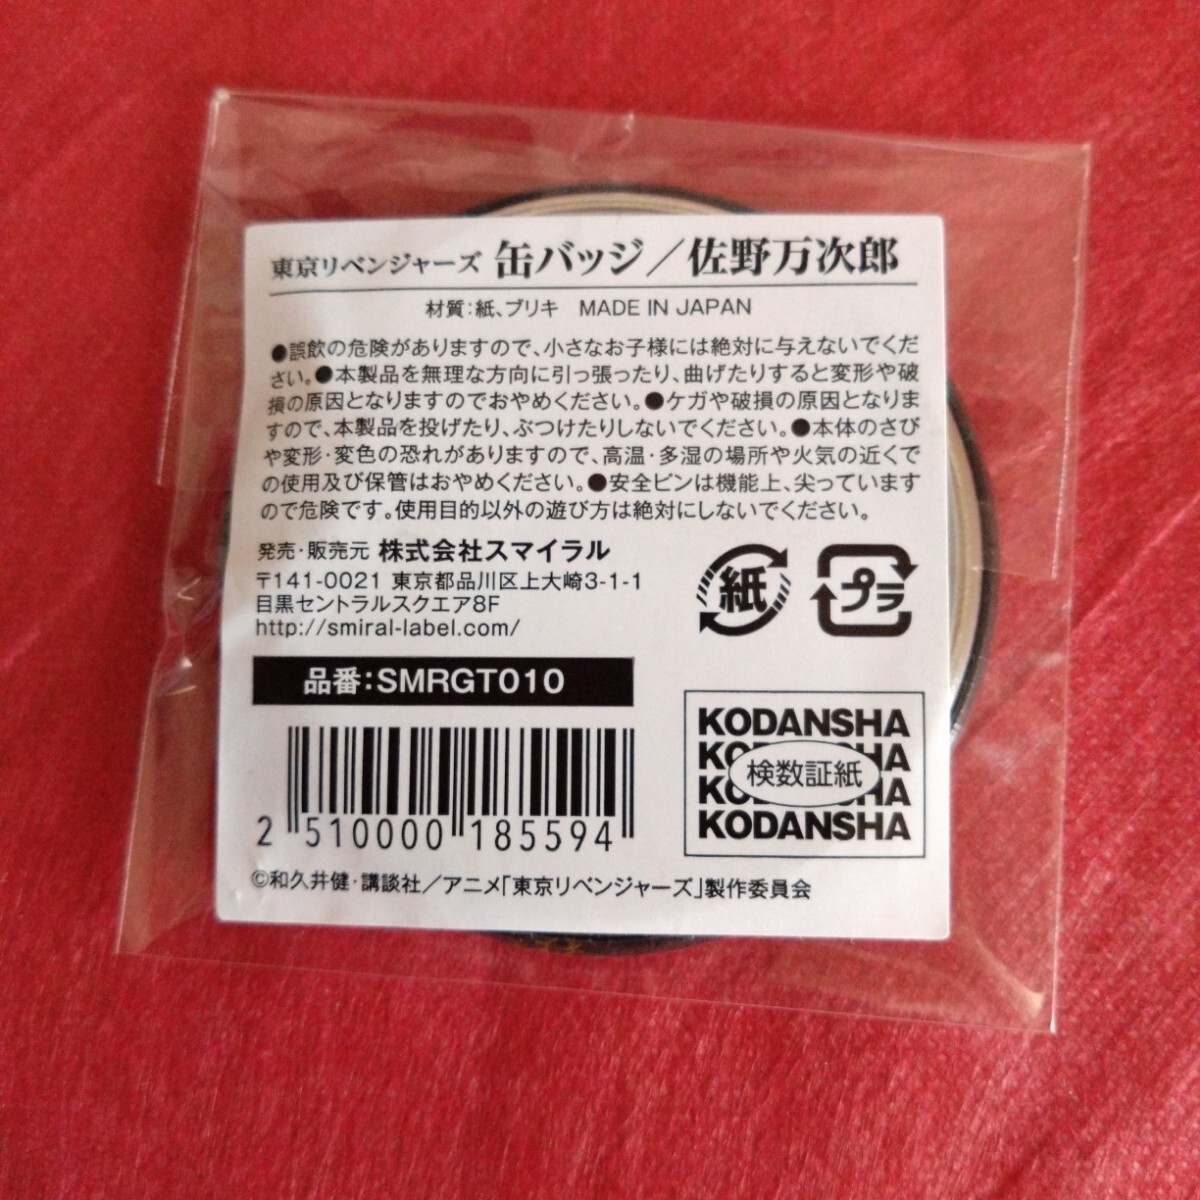 東京リベンジャーズ 缶バッジ/佐野万次郎
材質:紙、ブリキ MADE IN JAPAN
●誤飲の危険がありますので、小さなお子様には絶対に与えないでくだ
さい。●本製品を無理な方向に引っ張ったり、曲げたりすると変形や破
損の原因となりますのでおやめください。●ケガや破損の原因となりま
すので、本製品を投げたり、ぶつけたりしないでください。●本体のさび
や変形・変色の恐れがありますので、高温・多湿の場所や火気の近くで
の使用及び保管はおやめください。●安全ピンは機能上、尖っています
ので危険です。使用目的以外の遊び方は絶対にしないでください。
発売・販売元 株式会社スマイラル
〒141-0021 東京都品川区上大崎3-1-1
目黒セントラルスクエア8F
http://smiral-label.com/
紙
プラ
品番:SMRGT010
2 510000 185594
KODANSHA
KODANSHA
検数証紙
KODANSHA
KODANSHA
©和久井健・講談社/アニメ「東京リベンジャーズ」製作委員会